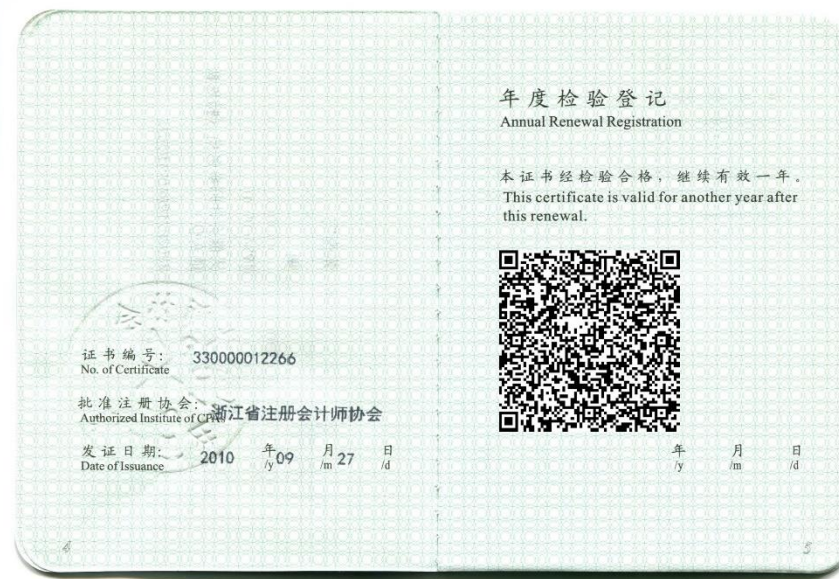 证书编号: 330000012266
No. of Certificate
批准注册协会: 浙江省注册会计师协会
Authorized Institute of CPAs
发证日期: 2010 年 09 月 27 日
Date of Issuance /y /m /d
4
年度检验登记
Annual Renewal Registration
本证书经检验合格，继续有效一年。
This certificate is valid for another year after
this renewal.
年 月 日
/y /m /d
5